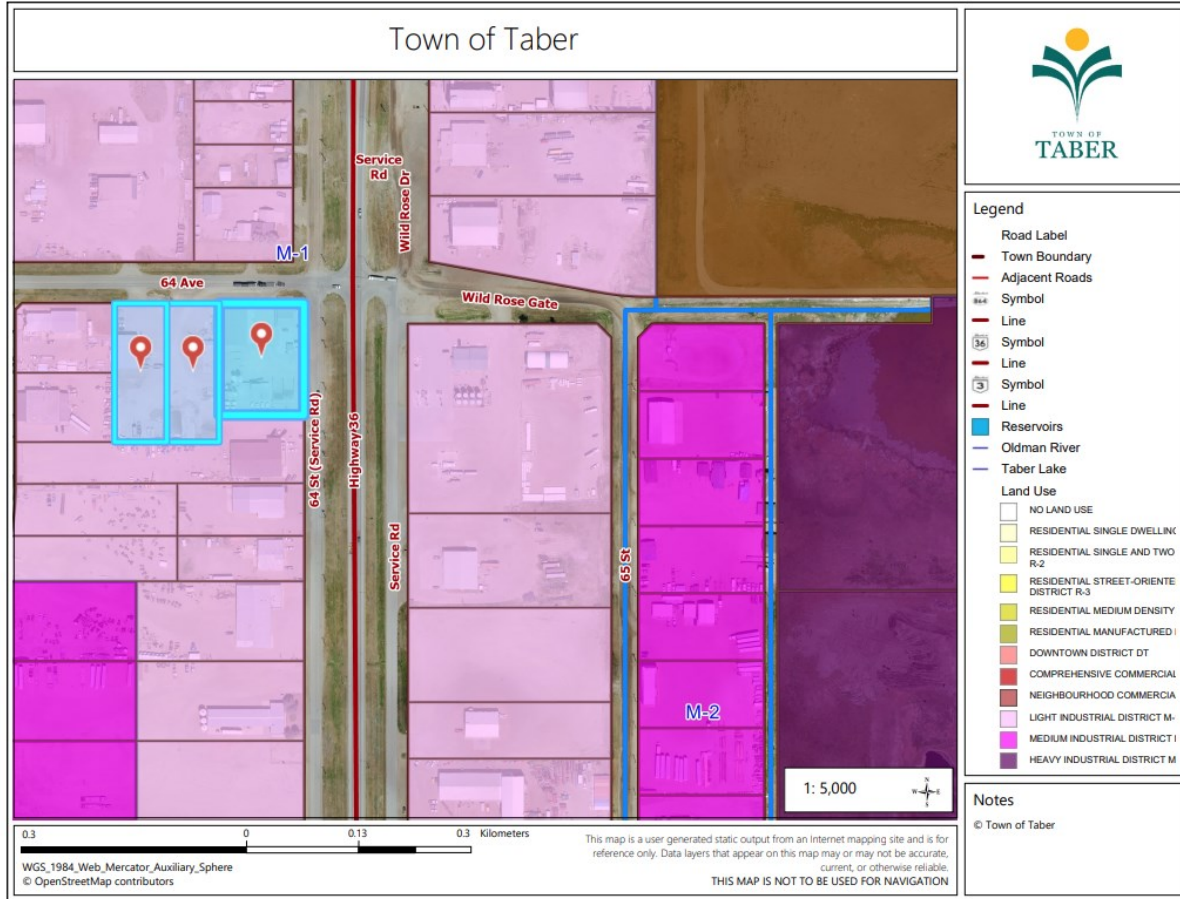 Town of Taber
TOWN OF
TABER
Service
Rd
Wild Rose Dr
M-1
64 Ave
Wild Rose Gate
64 St (Service Rd),
Highway 36
Service Rd
65 St
M-2
1: 5,000
N
W
E
S
Legend
Road Label
Town Boundary
Adjacent Roads
864
Symbol
Line
36
Symbol
Line
3
Symbol
Line
Reservoirs
Oldman River
Taber Lake
Land Use
NO LAND USE
RESIDENTIAL SINGLE DWELLING
RESIDENTIAL SINGLE AND TWO
R-2
RESIDENTIAL STREET-ORIENTE
DISTRICT R-3
RESIDENTIAL MEDIUM DENSITY
RESIDENTIAL MANUFACTURED
DOWNTOWN DISTRICT DT
COMPREHENSIVE COMMERCIAL
NEIGHBOURHOOD COMMERCIA
LIGHT INDUSTRIAL DISTRICT M-
MEDIUM INDUSTRIAL DISTRICT
HEAVY INDUSTRIAL DISTRICT M
Notes
© Town of Taber
0.3 0 0.13 0.3 Kilometers
WGS_1984_Web_Mercator_Auxiliary_Sphere
© OpenStreetMap contributors
This map is a user generated static output from an Internet mapping site and is for
reference only. Data layers that appear on this map may or may not be accurate,
current, or otherwise reliable.
THIS MAP IS NOT TO BE USED FOR NAVIGATION